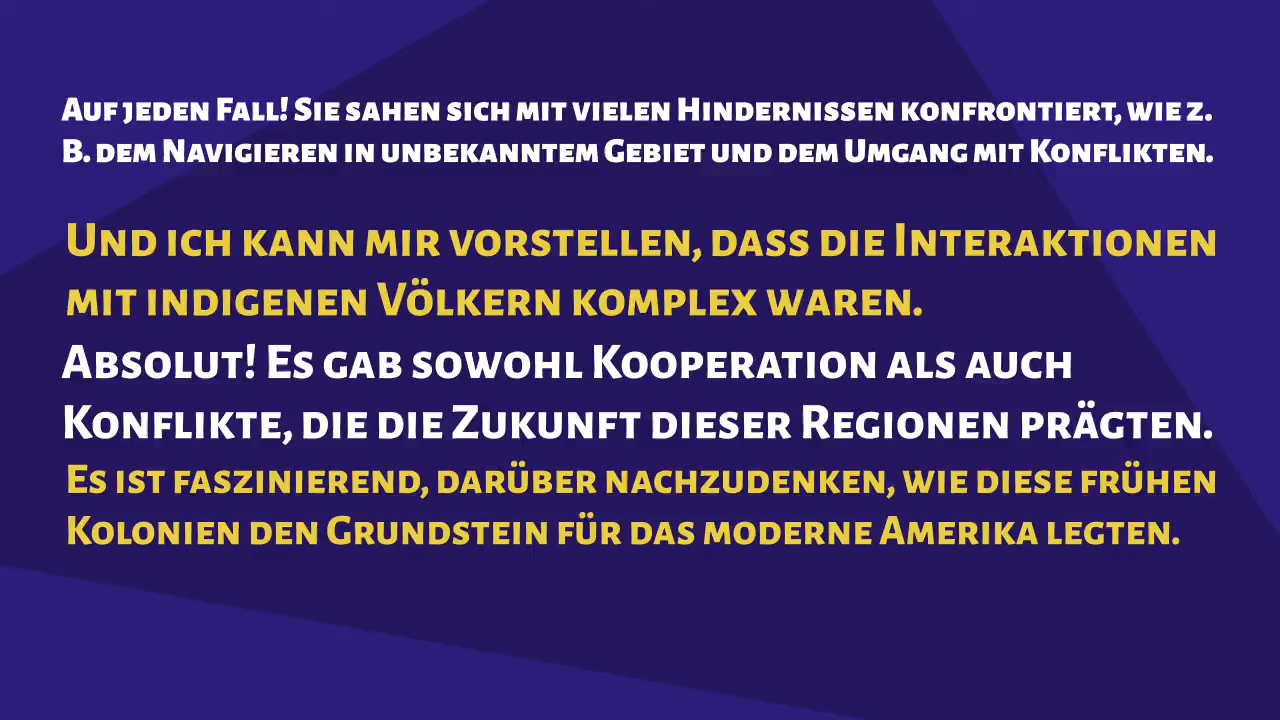 Auf jeden Fall! Sie sahen sich mit vielen Hindernissen konfrontiert, wie z.
B. dem Navigieren in unbekanntem Gebiet und dem Umgang mit Konflikten.
Und ich kann mir vorstellen, dass die Interaktionen
mit indigenen Völkern komplex waren.
Absolut! Es gab sowohl Kooperation als auch
Konflikte, die die Zukunft dieser Regionen prägten.
Es ist faszinierend, darüber nachzudenken, wie diese frühen
Kolonien den Grundstein für das moderne Amerika legten.